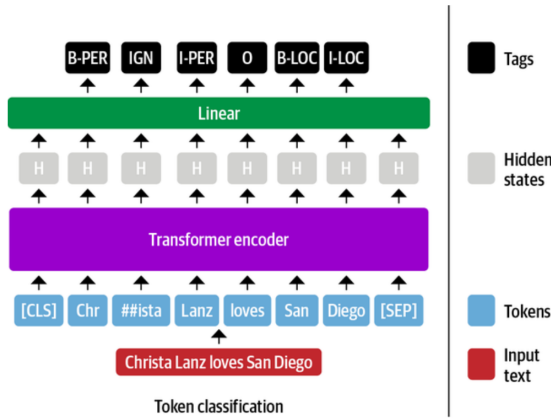 B-PER IGN I-PER O B-LOC I-LOC
Linear
H H H H H H H H
Transformer encoder
[CLS] Chr ##ista Lanz loves San Diego [SEP]
Christa Lanz loves San Diego
Token classification
Tags
Hidden
states
Tokens
Input
text